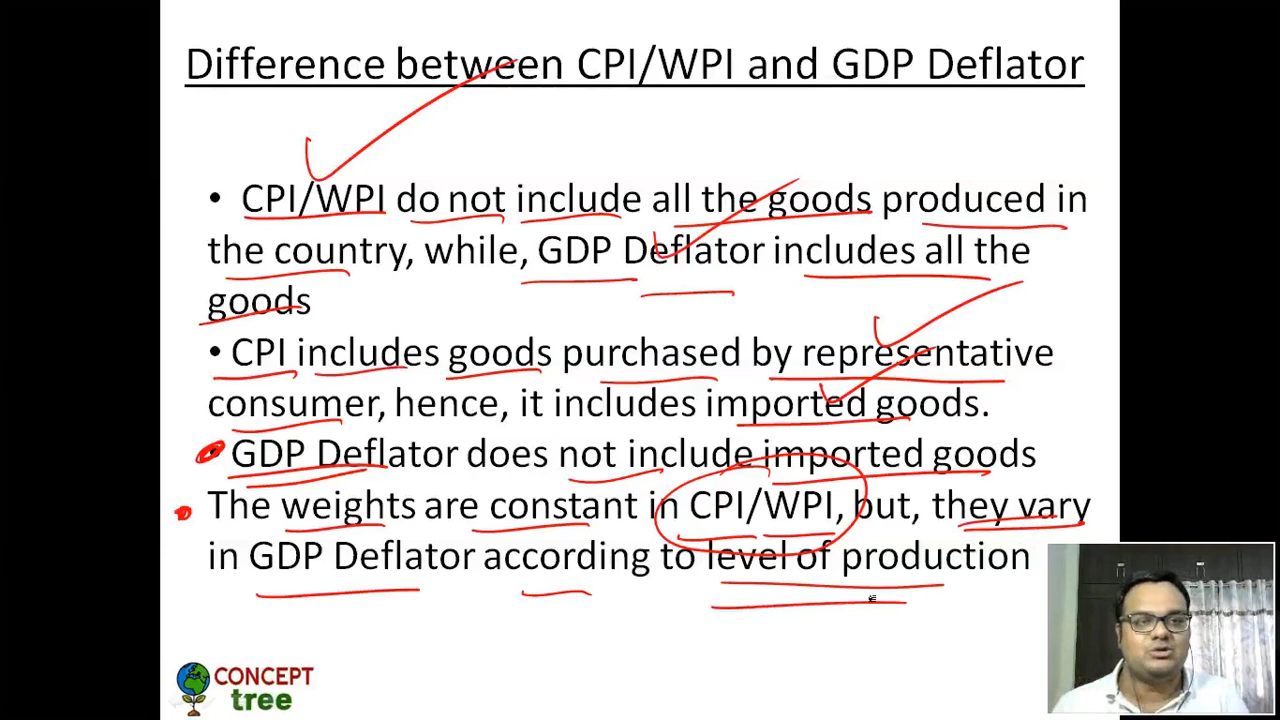 Difference between CPI/WPI and GDP Deflator
• CPI/WPI do not include all the goods produced in
the country, while, GDP Deflator includes all the
goods
• CPI includes goods purchased by representative
consumer, hence, it includes imported goods.
• GDP Deflator does not include imported goods
The weights are constant in CPI/WPI, but, they vary
in GDP Deflator according to level of production
CONCEPT
tree